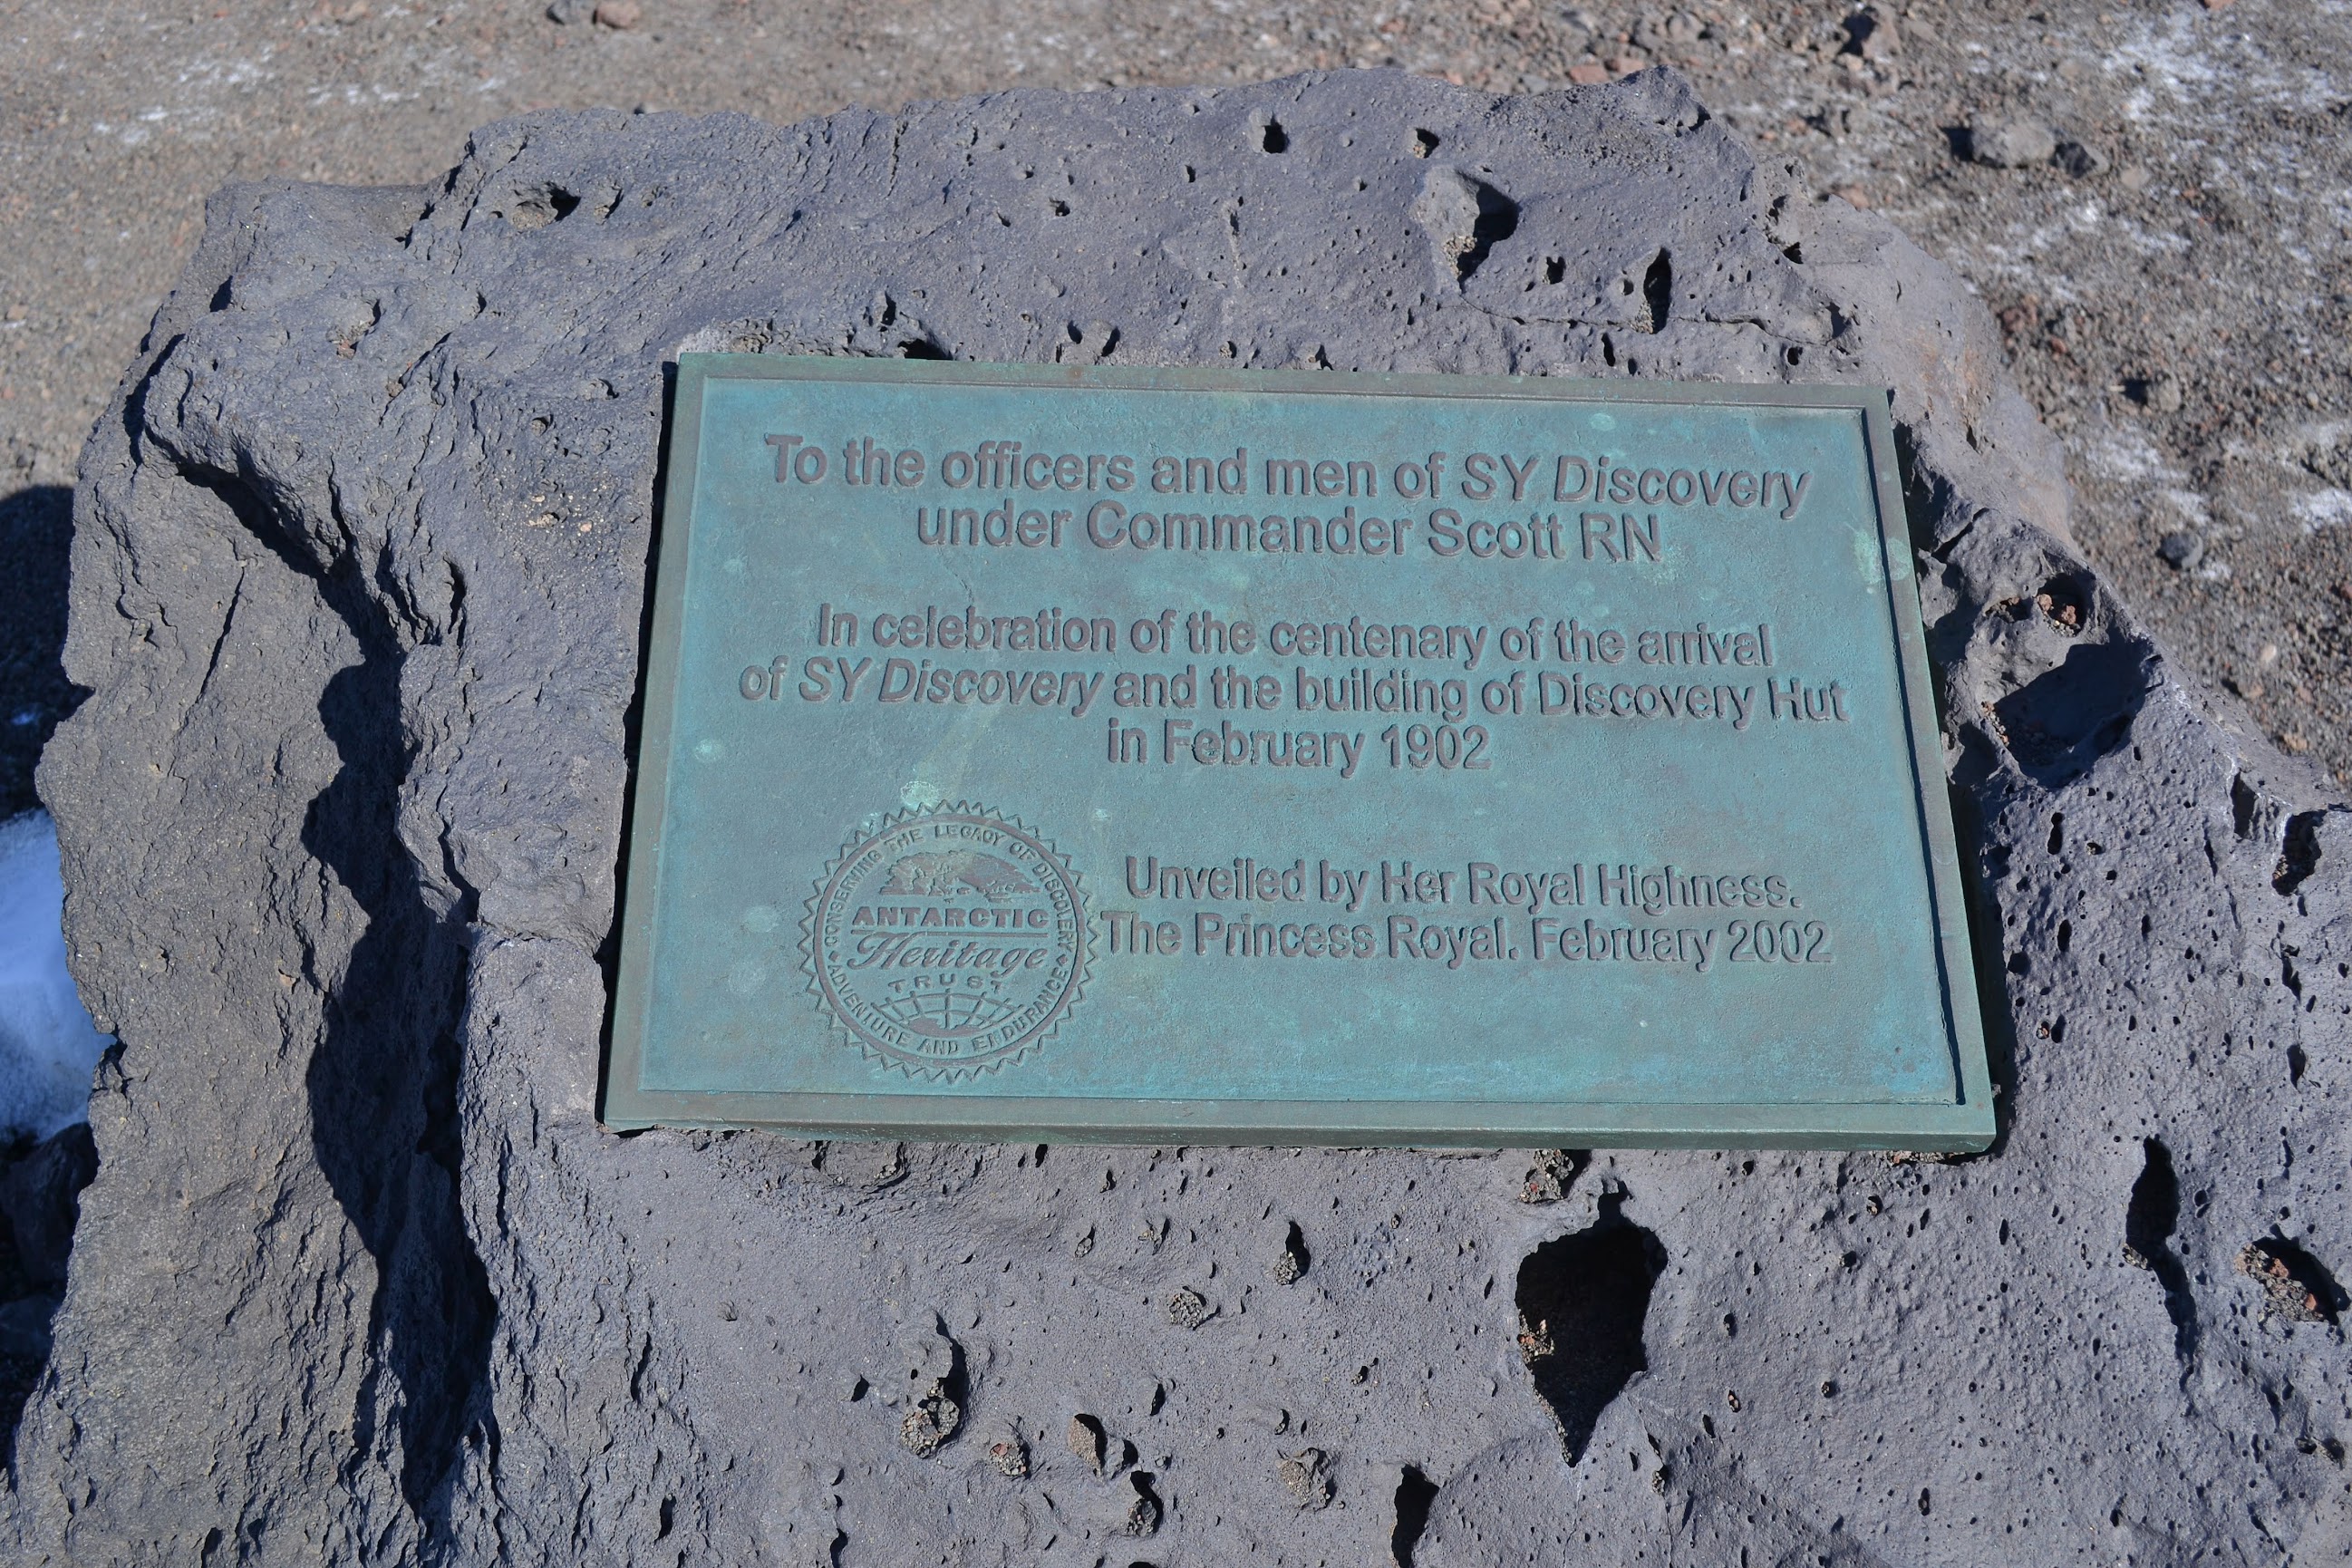 To the officers and men of SY Discovery
under Commander Scott RN
In celebration of the centenary of the arrival
of SY Discovery and the building of Discovery Hut
in February 1902
CONSERVING THE LEGACY OF DISCOVERY
ANTARCTIC
Heritage
TRUST
ADVENTURE AND ENDURANCE
Unveiled by Her Royal Highness.
The Princess Royal. February 2002